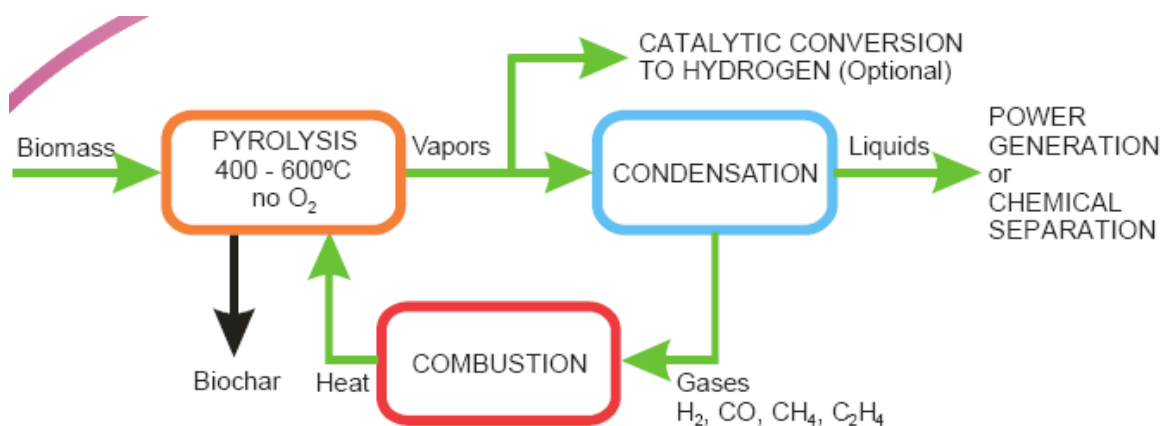 CATALYTIC CONVERSION
TO HYDROGEN (Optional)
Biomass
PYROLYSIS
400 - 600ºC
no O₂
Vapors
CONDENSATION
Liquids
POWER
GENERATION
or
CHEMICAL
SEPARATION
Biochar
Heat
COMBUSTION
Gases
H₂, CO, CH₄, C₂H₄